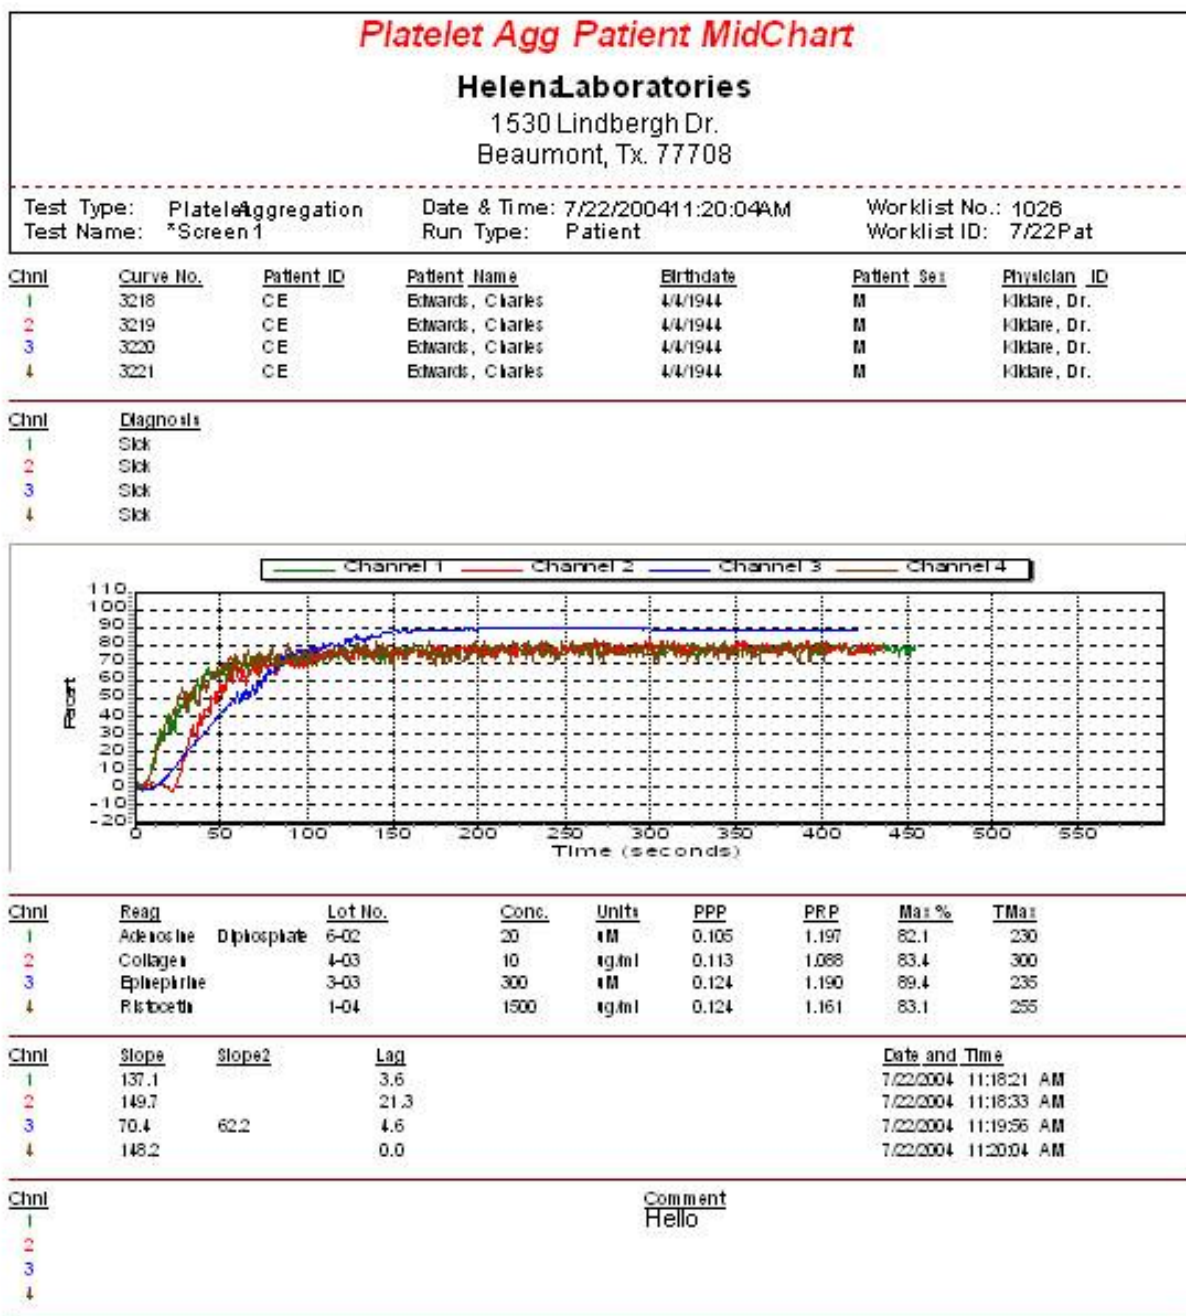 Platelet Agg Patient MidChart
Helena Laboratories
1530 Lindbergh Dr.
Beaumont, Tx. 77708
Test Type: Platelet Aggregation Date & Time: 7/22/2004 11:20:04 AM Worklist No.: 1026
Test Name: *Screen 1 Run Type: Patient Worklist ID: 7/22 Pat
Chnl Curve No. Patient ID Patient Name Birthdate Patient Sex Physician ID
1 3218 CE Edwards, Charles 4/4/1944 M Kildare, Dr.
2 3219 CE Edwards, Charles 4/4/1944 M Kildare, Dr.
3 3220 CE Edwards, Charles 4/4/1944 M Kildare, Dr.
4 3221 CE Edwards, Charles 4/4/1944 M Kildare, Dr.
Chnl Diagnosis
1 Sick
2 Sick
3 Sick
4 Sick
Channel 1 Channel 2 Channel 3 Channel 4
110
100
90
80
70
60
50
40
30
20
10
0
-10
-20
Percent
0 50 100 150 200 250 300 350 400 450 500 550
Time (seconds)
Chnl Reag Lot No. Conc. Units PPP PRP Max % TMax
1 Adenosine Diphosphate 6-02 20 uM 0.105 1.197 82.1 230
2 Collagen 4-03 10 ug/ml 0.113 1.088 83.4 300
3 Epinephrine 3-03 300 uM 0.124 1.190 89.4 235
4 Ristocetin 1-04 1500 ug/ml 0.124 1.161 83.1 255
Chnl Slope Slope2 Lag Date and Time
1 137.1 3.6 7/22/2004 11:18:21 AM
2 149.7 21.3 7/22/2004 11:18:33 AM
3 70.4 62.2 4.6 7/22/2004 11:19:56 AM
4 148.2 0.0 7/22/2004 11:20:04 AM
Chnl Comment
1 Hello
2
3
4